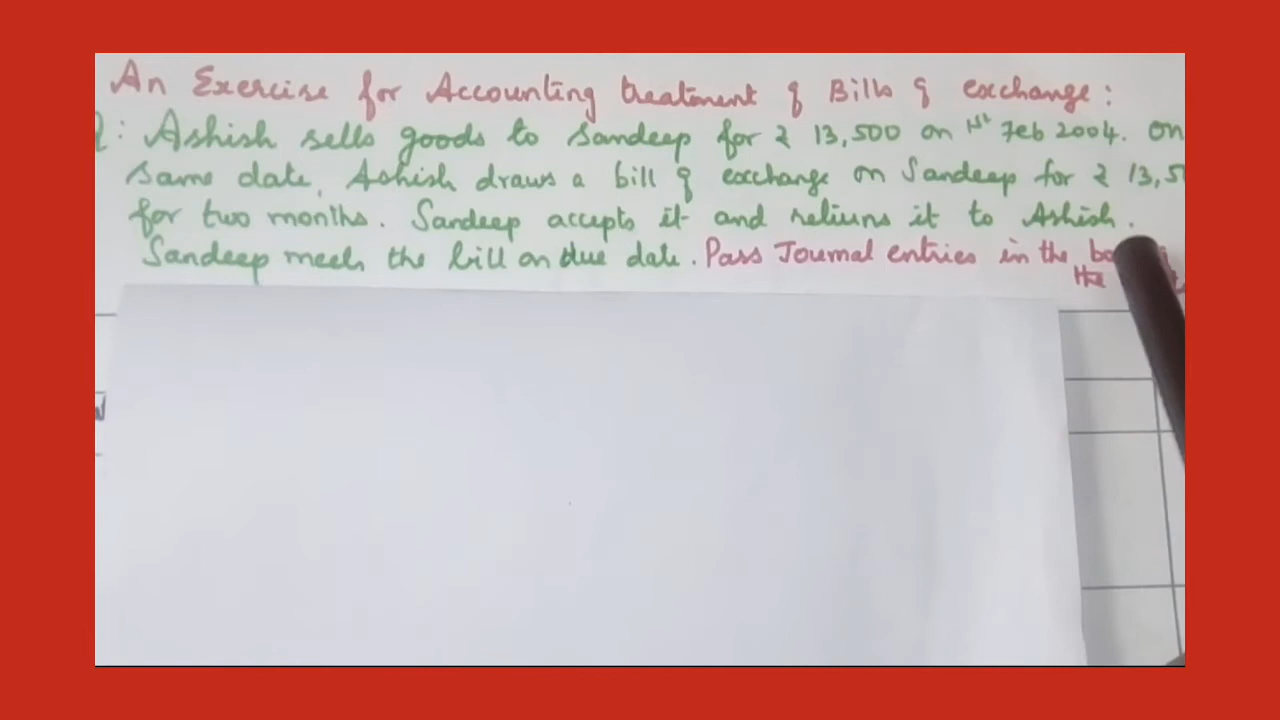 An Exercise for Accounting treatment of Bills of exchange:
: Ashish sells goods to Sandeep for ₹ 13,500 on 1st Feb 2004. On
same date, Ashish draws a bill of exchange on Sandeep for ₹ 13,5
for two months. Sandeep accepts it and returns it to Ashish.
Sandeep meets the bill on due date. Pass Journal entries in the
the